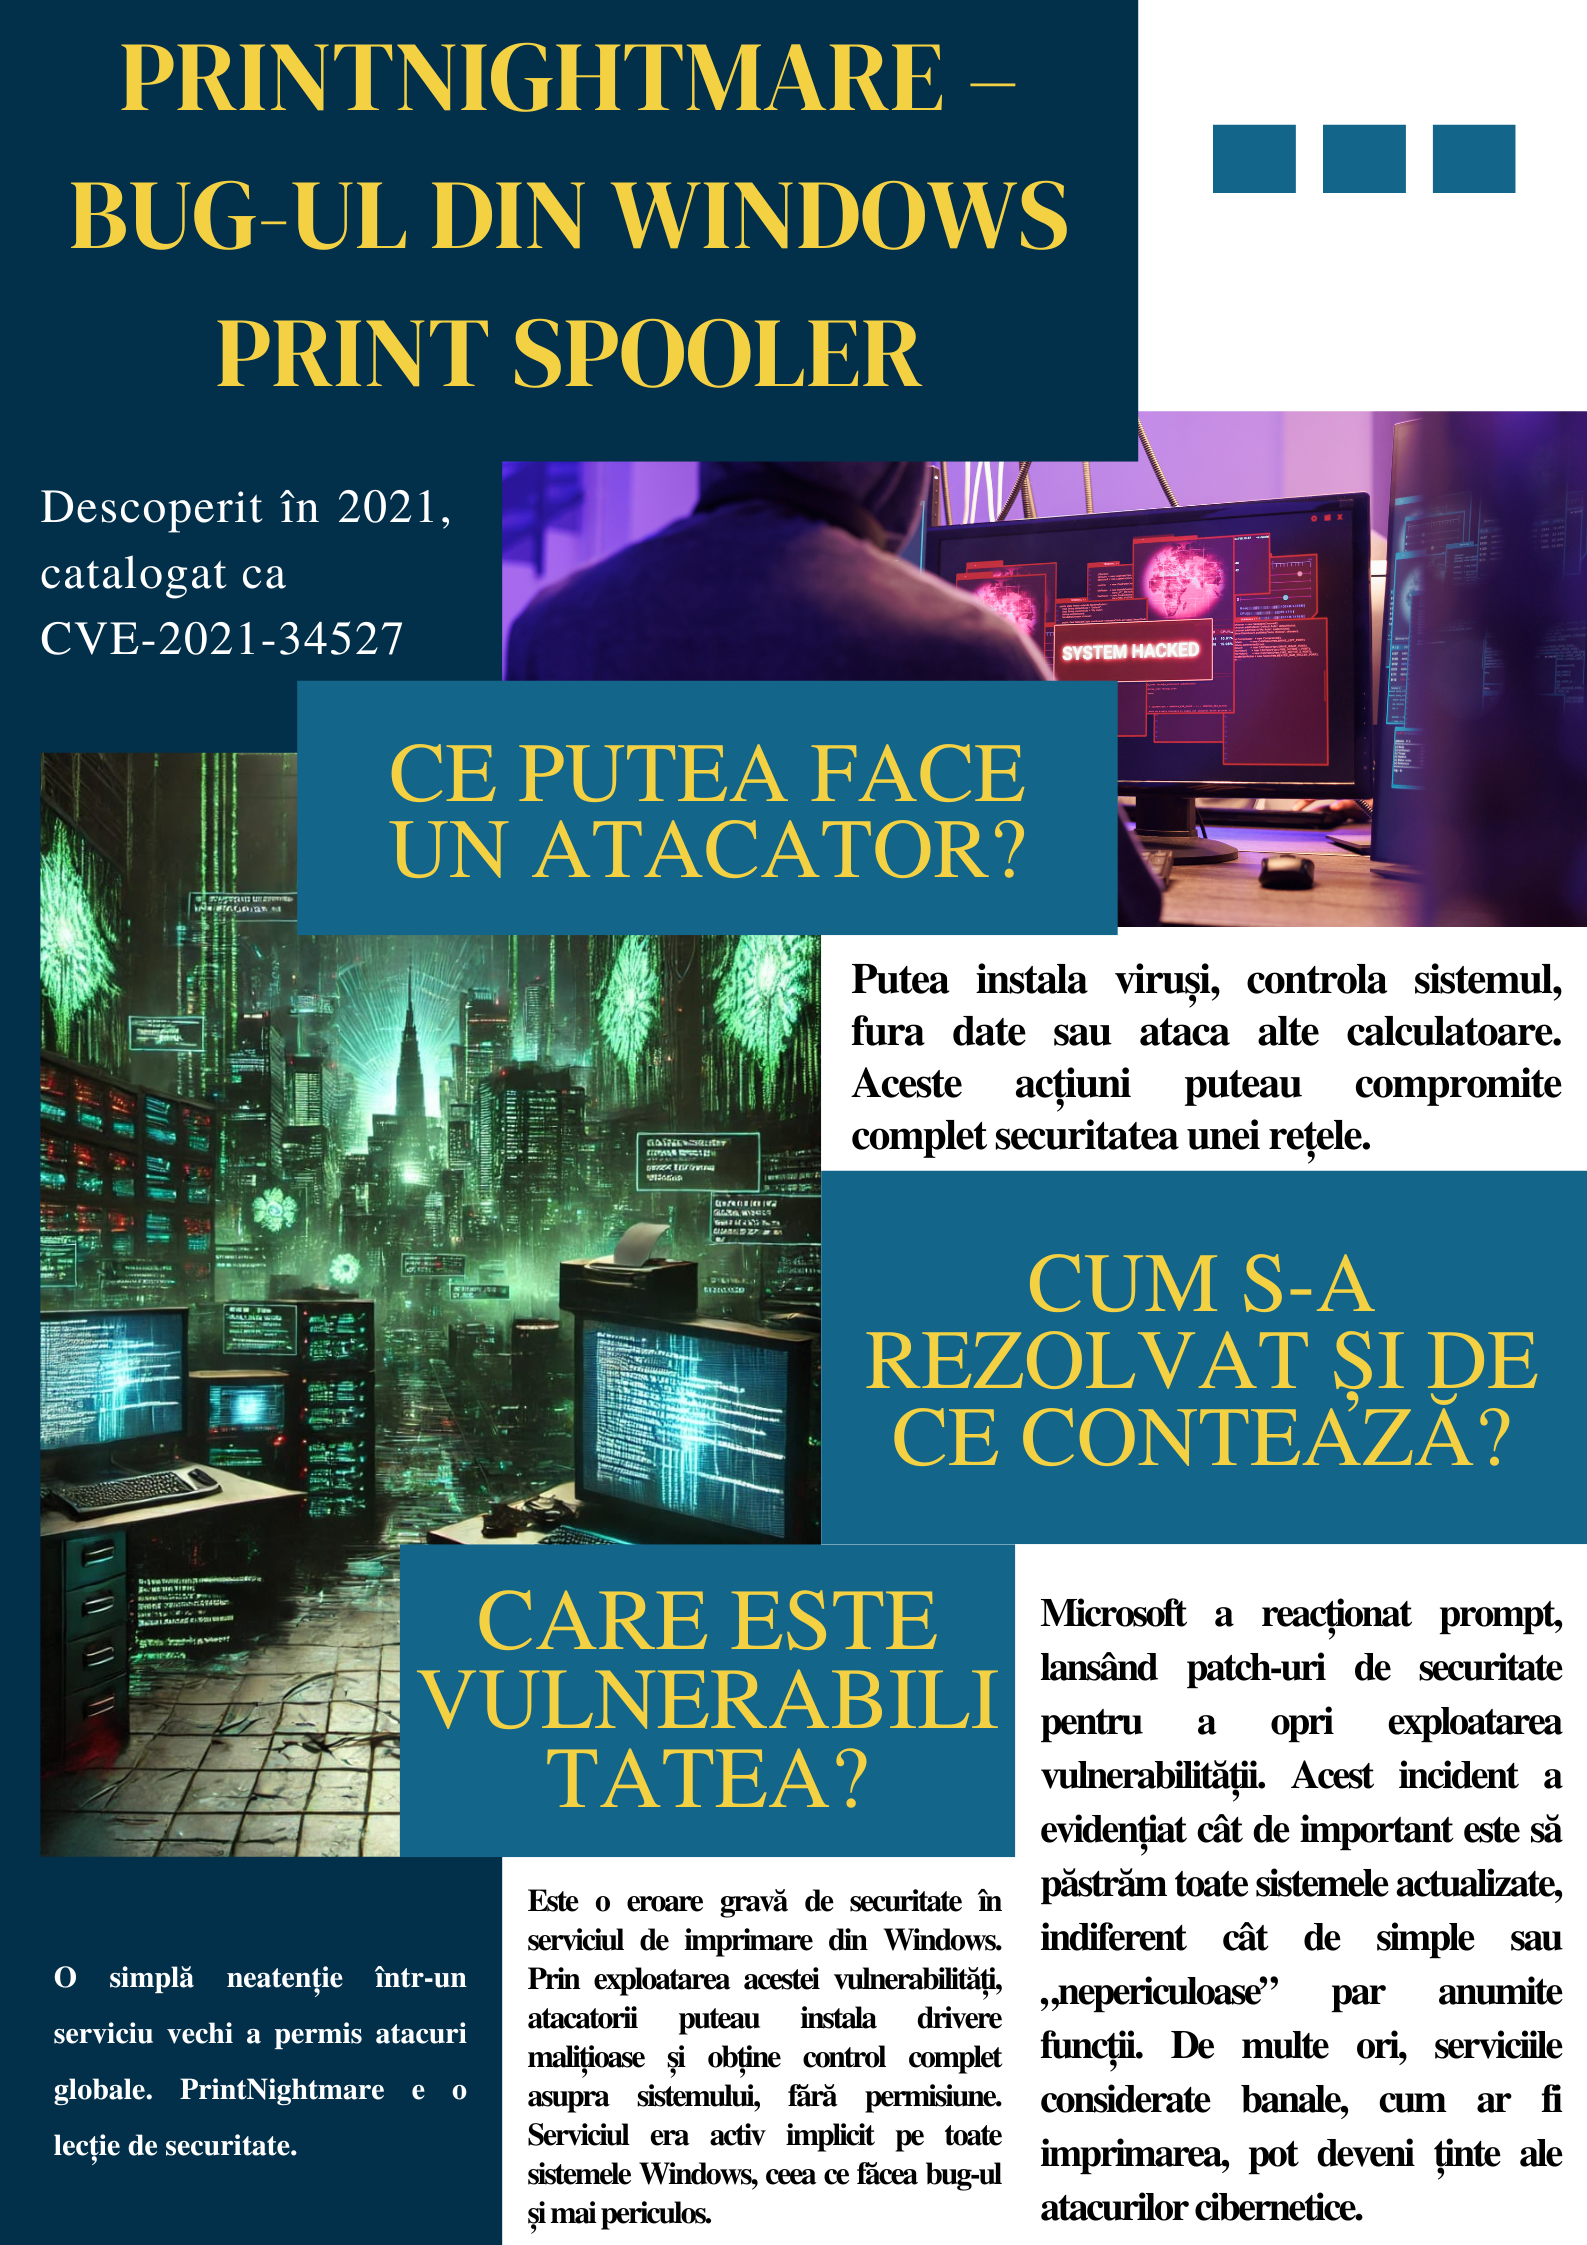 PRINTNIGHTMARE –
BUG-UL DIN WINDOWS
PRINT SPOOLER
Descoperit în 2021,
catalogat ca
CVE-2021-34527
SYSTEM HACKED
CE PUTEA FACE
UN ATACATOR?
Putea instala viruși, controla sistemul,
fura date sau ataca alte calculatoare.
Aceste acțiuni puteau compromite
complet securitatea unei rețele.
CUM S-A
REZOLVAT ȘI DE
CE CONTEAZĂ?
CARE ESTE
VULNERABILI
TATEA?
Microsoft a reacționat prompt,
lansând patch-uri de securitate
pentru a opri exploatarea
vulnerabilității. Acest incident a
evidențiat cât de important este să
păstrăm toate sistemele actualizate,
indiferent cât de simple sau
„nepericuloase” par anumite
funcții. De multe ori, serviciile
considerate banale, cum ar fi
imprimarea, pot deveni ținte ale
atacurilor cibernetice.
Este o eroare gravă de securitate în
serviciul de imprimare din Windows.
Prin exploatarea acestei vulnerabilități,
atacatorii puteau instala drivere
malițioase și obține control complet
asupra sistemului, fără permisiune.
Serviciul era activ implicit pe toate
sistemele Windows, ceea ce făcea bug-ul
și mai periculos.
O simplă neatenție într-un
serviciu vechi a permis atacuri
globale. PrintNightmare e o
lecție de securitate.